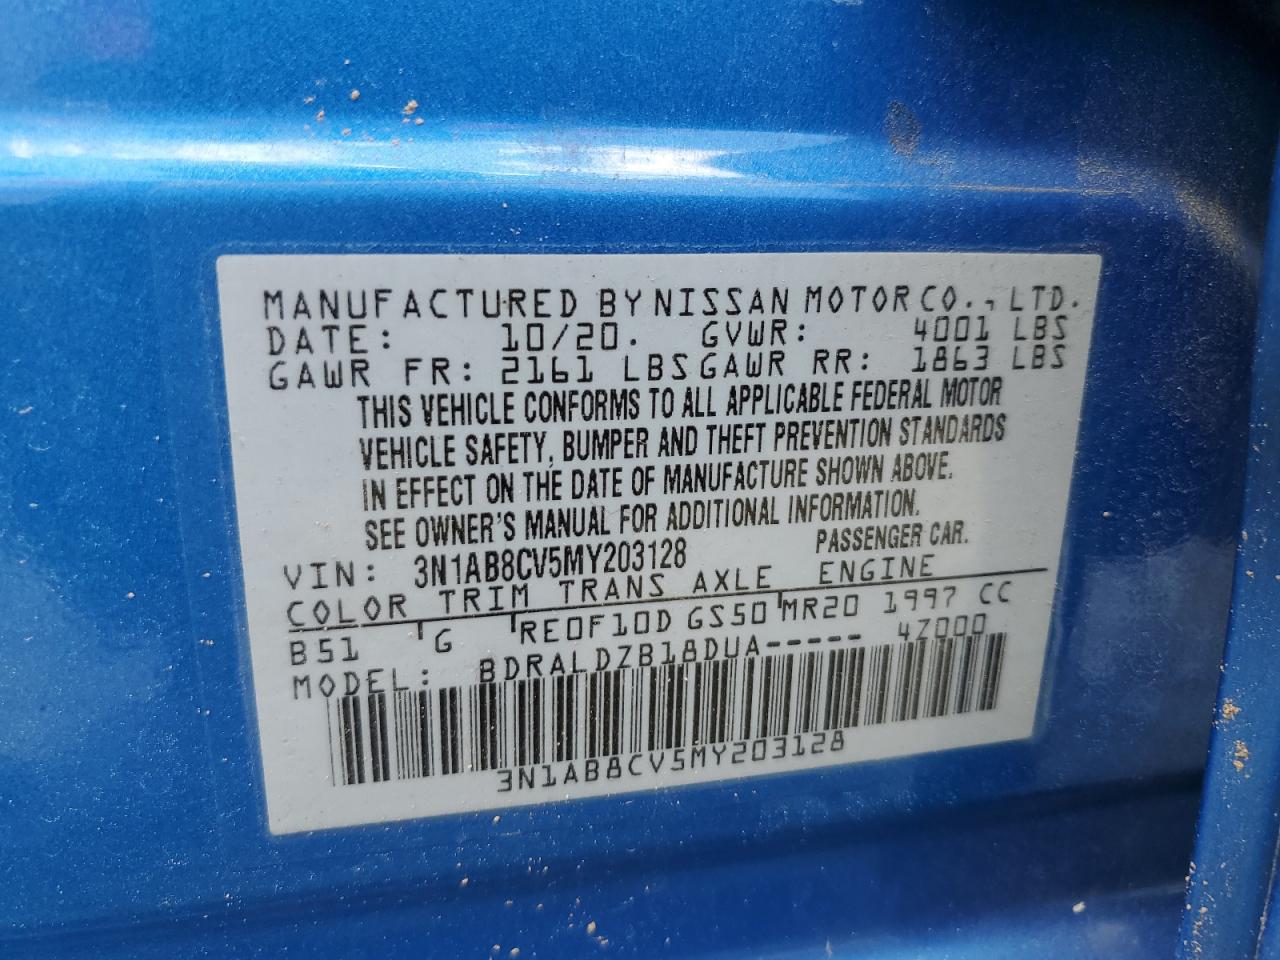 MANUFACTURED BY NISSAN MOTOR CO., LTD.
DATE: 10/20. GVWR: 4001 LBS
GAWR FR: 2161 LBS GAWR RR: 1863 LBS
THIS VEHICLE CONFORMS TO ALL APPLICABLE FEDERAL MOTOR
VEHICLE SAFETY, BUMPER AND THEFT PREVENTION STANDARDS
IN EFFECT ON THE DATE OF MANUFACTURE SHOWN ABOVE.
SEE OWNER'S MANUAL FOR ADDITIONAL INFORMATION.
VIN: 3N1AB8CV5MY203128 PASSENGER CAR.
COLOR TRIM TRANS AXLE ENGINE
B51 G RE0F10D GS50 MR20 1997 CC
MODEL: BDRALDZB18DUA----- 47000
3N1AB8CV5MY203128